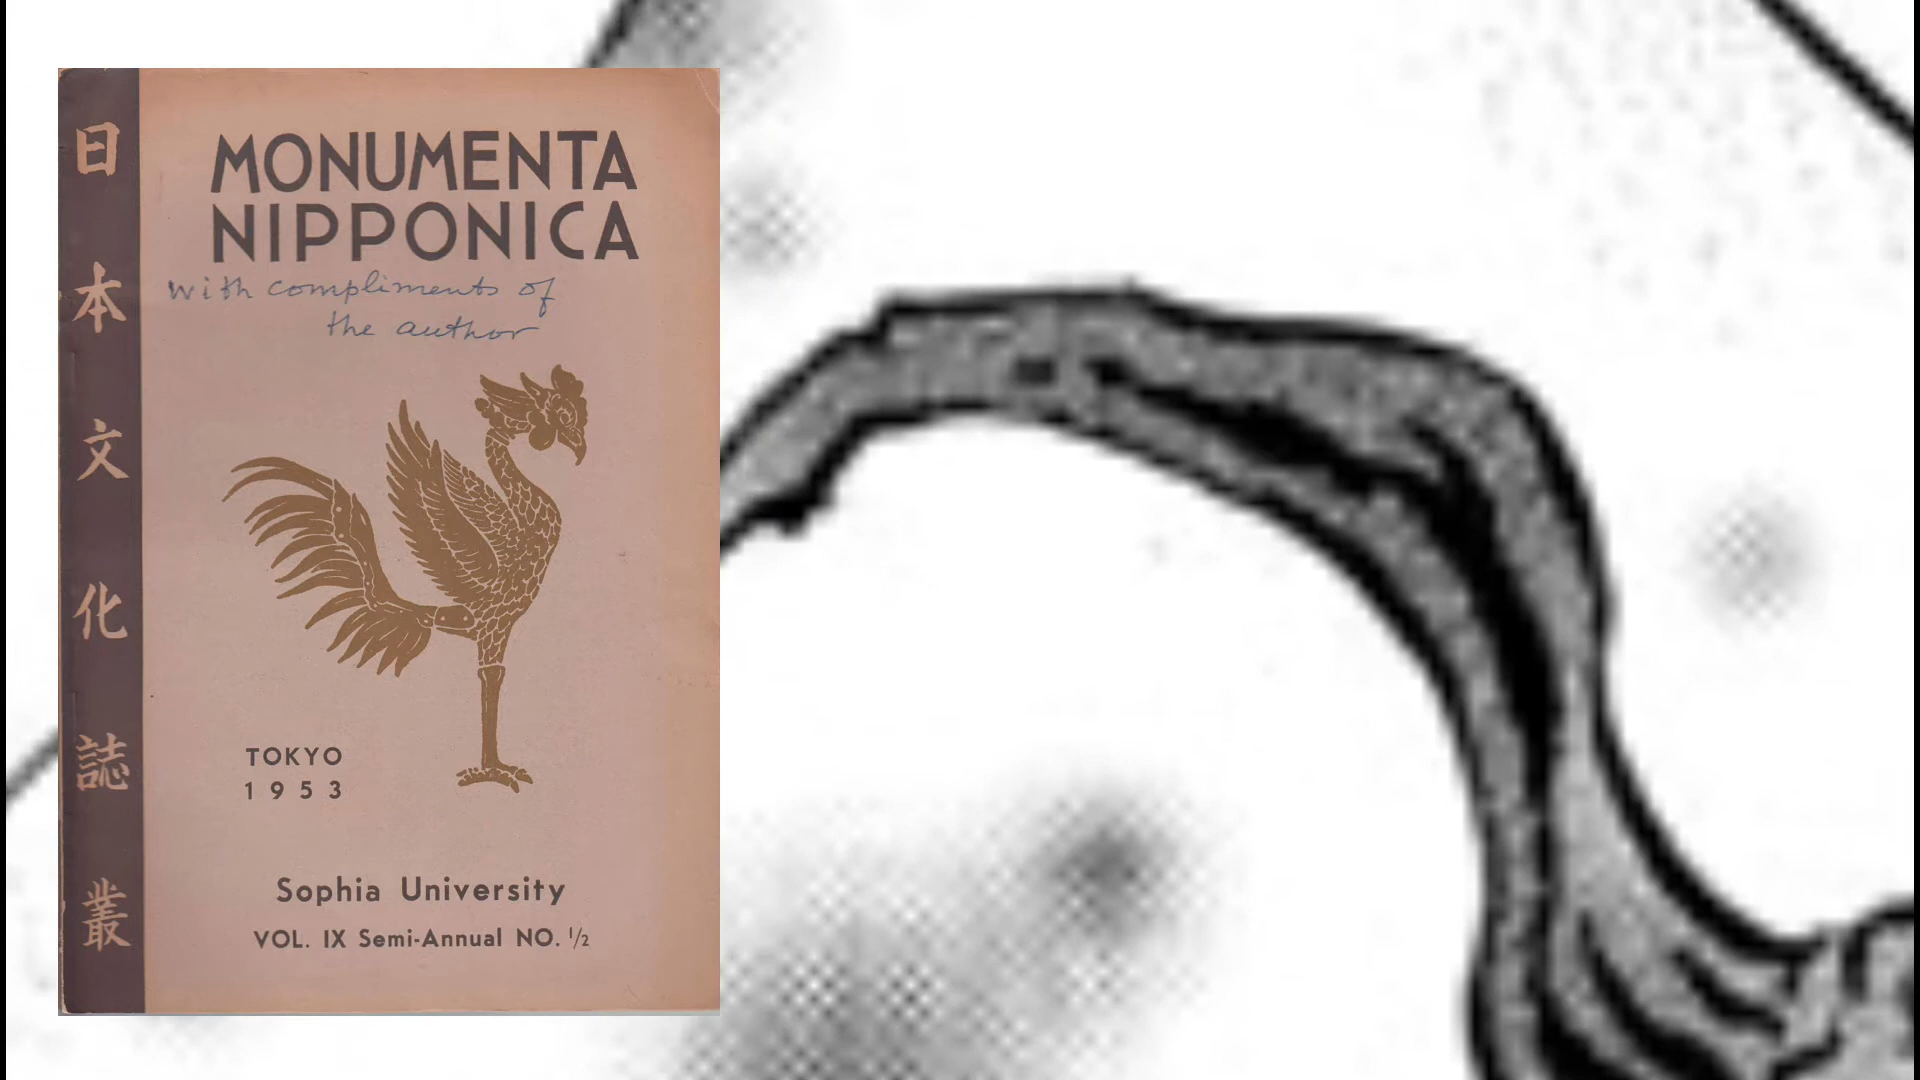 日本文化誌叢
MONUMENTA
NIPPONICA
with compliments of
the author
TOKYO
1953
Sophia University
VOL. IX Semi-Annual NO. 1/2